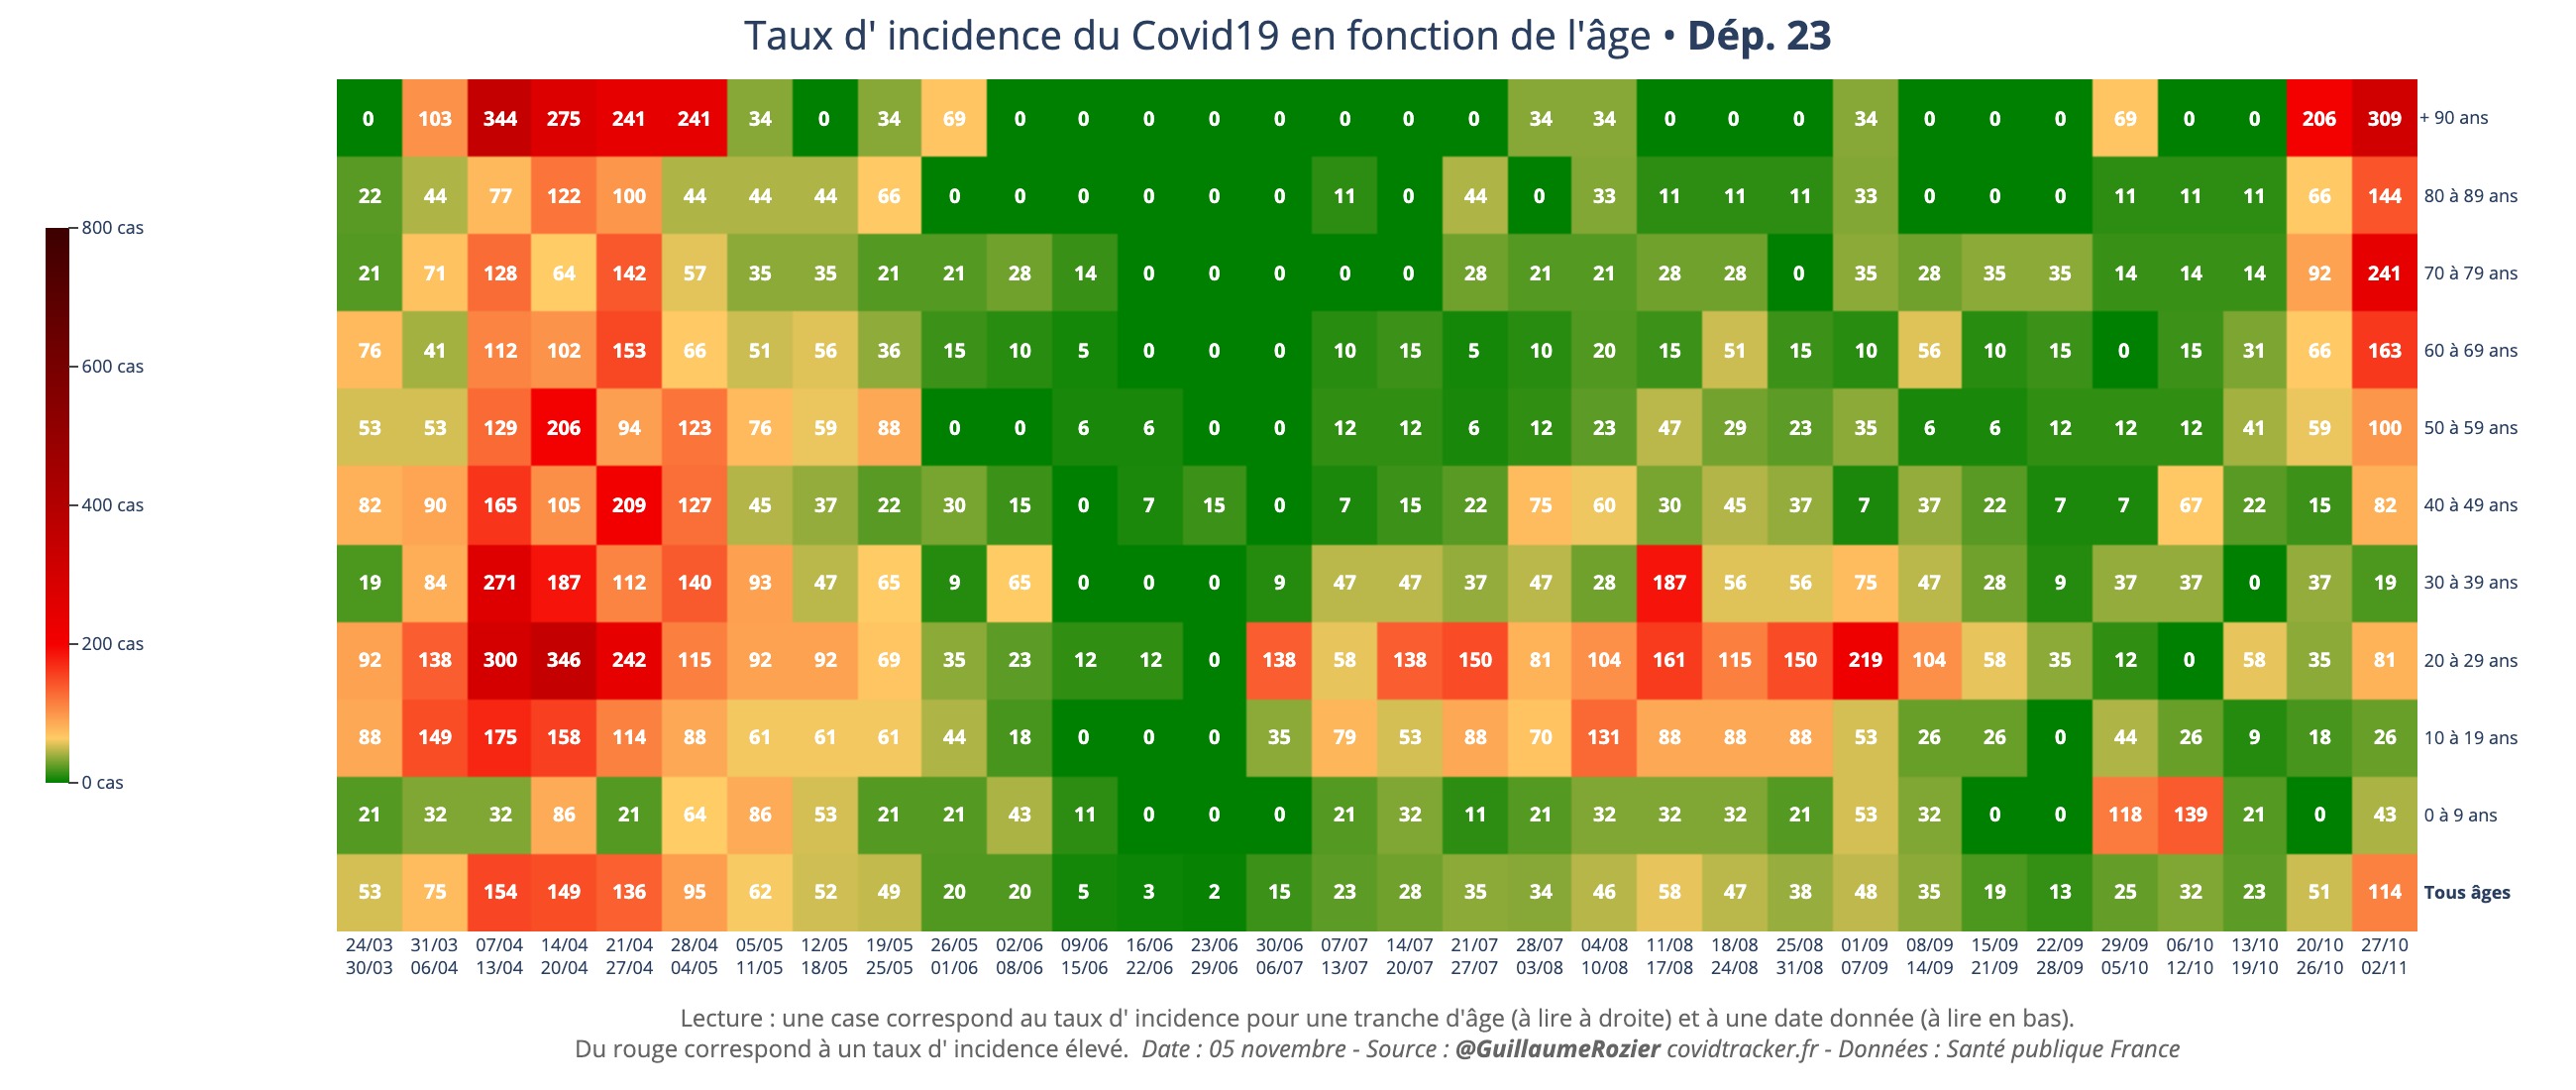 Taux d' incidence du Covid19 en fonction de l'âge • Dép. 23
800 cas
600 cas
400 cas
200 cas
0 cas
0 103 344 275 241 241 34 0 34 69 0 0 0 0 0 0 0 0 34 34 0 0 0 34 0 0 0 69 0 0 206 309 + 90 ans
22 44 77 122 100 44 44 44 66 0 0 0 0 0 0 11 0 44 0 33 11 11 11 33 0 0 0 11 11 11 66 144 80 à 89 ans
21 71 128 64 142 57 35 35 21 21 28 14 0 0 0 0 0 28 21 21 28 28 0 35 28 35 35 14 14 14 92 241 70 à 79 ans
76 41 112 102 153 66 51 56 36 15 10 5 0 0 0 10 15 5 10 20 15 51 15 10 56 10 15 0 15 31 66 163 60 à 69 ans
53 53 129 206 94 123 76 59 88 0 0 6 6 0 0 12 12 6 12 23 47 29 23 35 6 6 12 12 12 41 59 100 50 à 59 ans
82 90 165 105 209 127 45 37 22 30 15 0 7 15 0 7 15 22 75 60 30 45 37 7 37 22 7 7 67 22 15 82 40 à 49 ans
19 84 271 187 112 140 93 47 65 9 65 0 0 0 9 47 47 37 47 28 187 56 56 75 47 28 9 37 37 0 37 19 30 à 39 ans
92 138 300 346 242 115 92 92 69 35 23 12 12 0 138 58 138 150 81 104 161 115 150 219 104 58 35 12 0 58 35 81 20 à 29 ans
88 149 175 158 114 88 61 61 61 44 18 0 0 0 35 79 53 88 70 131 88 88 88 53 26 26 0 44 26 9 18 26 10 à 19 ans
21 32 32 86 21 64 86 53 21 21 43 11 0 0 0 21 32 11 21 32 32 32 21 53 32 0 0 118 139 21 0 43 0 à 9 ans
53 75 154 149 136 95 62 52 49 20 20 5 3 2 15 23 28 35 34 46 58 47 38 48 35 19 13 25 32 23 51 114 Tous âges
24/03 31/03 07/04 14/04 21/04 28/04 05/05 12/05 19/05 26/05 02/06 09/06 16/06 23/06 30/06 07/07 14/07 21/07 28/07 04/08 11/08 18/08 25/08 01/09 08/09 15/09 22/09 29/09 06/10 13/10 20/10 27/10
30/03 06/04 13/04 20/04 27/04 04/05 11/05 18/05 25/05 01/06 08/06 15/06 22/06 29/06 06/07 13/07 20/07 27/07 03/08 10/08 17/08 24/08 31/08 07/09 14/09 21/09 28/09 05/10 12/10 19/10 26/10 02/11
Lecture : une case correspond au taux d' incidence pour une tranche d'âge (à lire à droite) et à une date donnée (à lire en bas).
Du rouge correspond à un taux d' incidence élevé. Date : 05 novembre - Source : @GuillaumeRozier covidtracker.fr - Données : Santé publique France